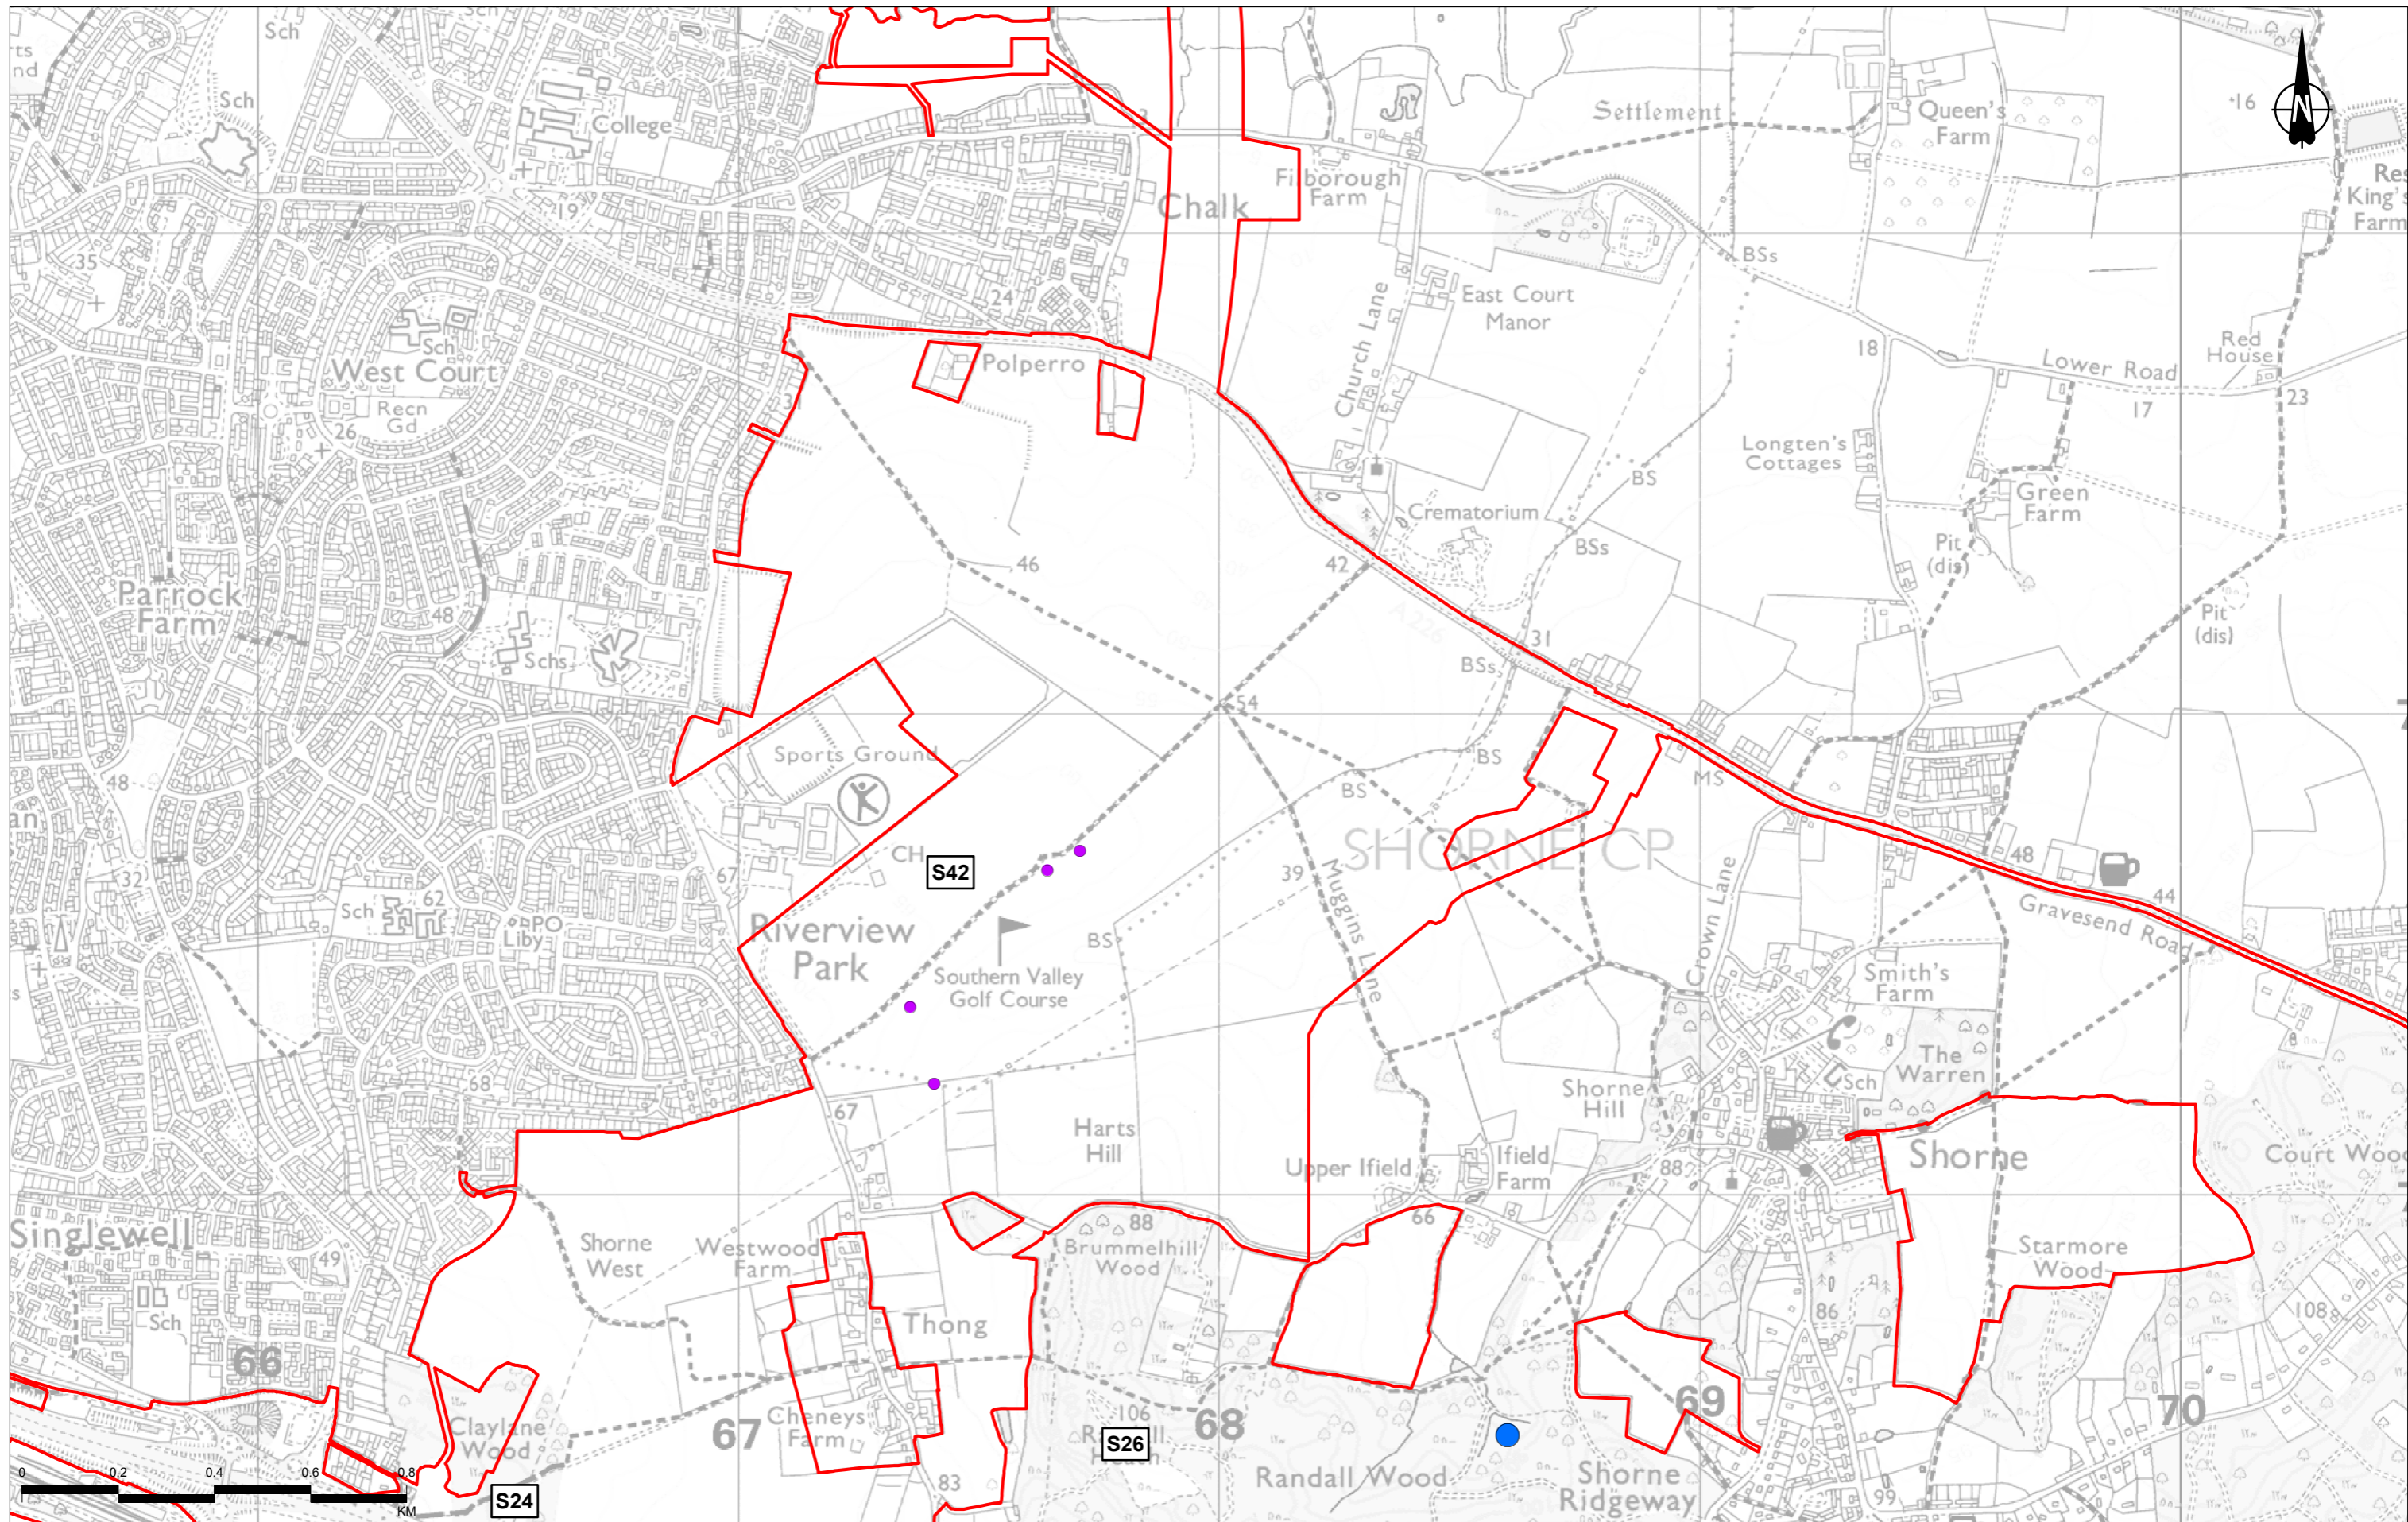 Sch
Sch
Sch
College
Settlement
Queen's
Farm
16
N
3
19
Chalk
Filborough
Farm
King's
Farm
35
BSs
24
East Court
Manor
Church Lane
Sch
West Court
Recn
Gd
26
31
Polperro
18
Lower Road
17
Red
House
23
Longten's
Cottages
BS
Green
Farm
Crematorium
BSs
Pit
(dis)
42
46
Parrock
Farm
48
A 226
Pit
(dis)
Schs
31
BSs
54
Sports Ground
BS
BS
MS
48
CH
S42
SHORNE CP
39
Muggins Lane
Crown Lane
48
44
Gravesend Road
32
67
Sch
62
PO
Liby
Riverview
Park
BS
Southern Valley
Golf Course
Smith's
Farm
The
Warren
Sch
68
67
Harts
Hill
Shorne
Hill
Upper Ifield
Ifield
Farm
88
Shorne
Court Wood
Singlewell
49
Shorne
West
Westwood
Farm
88
Brummelhill
Wood
66
Starmore
Wood
86
108
Sch
Thong
66
67
68
69
70
Claylane
Wood
Cheneys
Farm
106
S26
Randall Wood
Shorne
Ridgeway
83
99
S24
0 0.2 0.4 0.6 0.8
KM